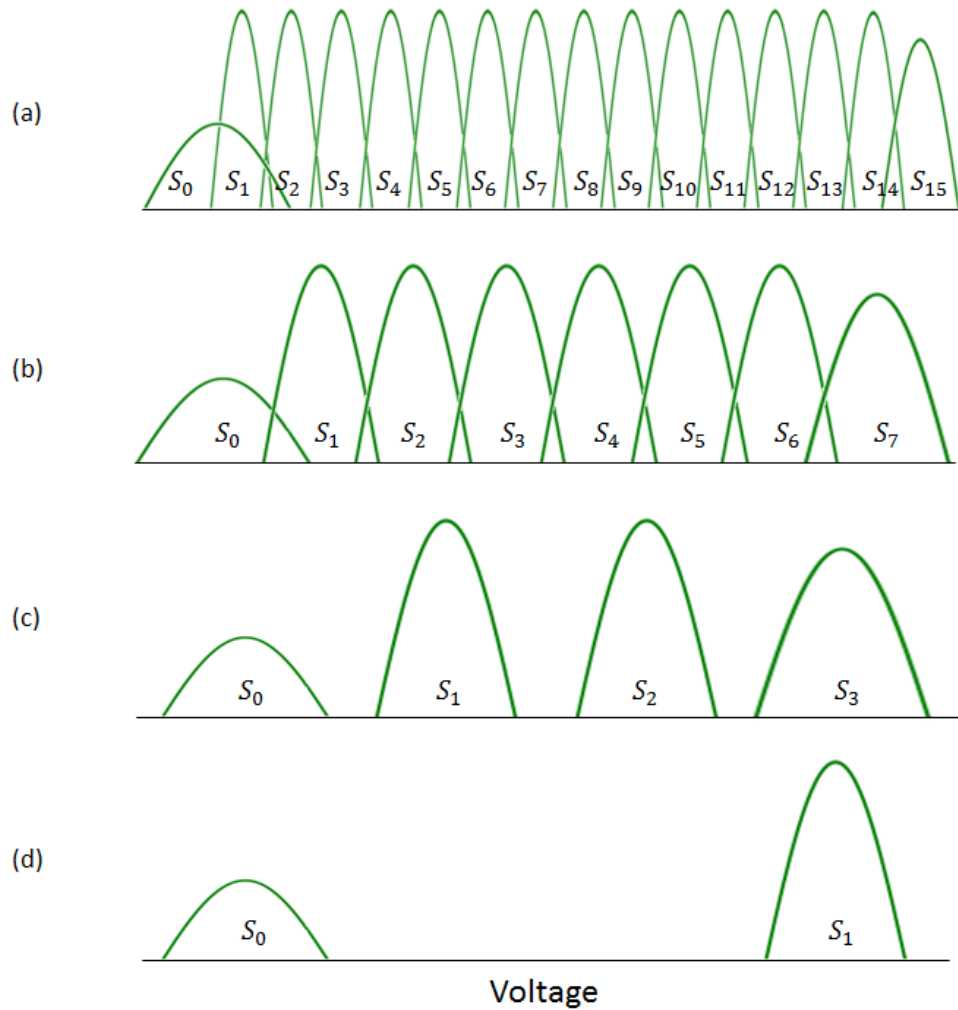 (a)
S₀ S₁ S₂ S₃ S₄ S₅ S₆ S₇ S₈ S₉ S₁₀ S₁₁ S₁₂ S₁₃ S₁₄ S₁₅
(b)
S₀ S₁ S₂ S₃ S₄ S₅ S₆ S₇
(c)
S₀ S₁ S₂ S₃
(d)
S₀ S₁
Voltage